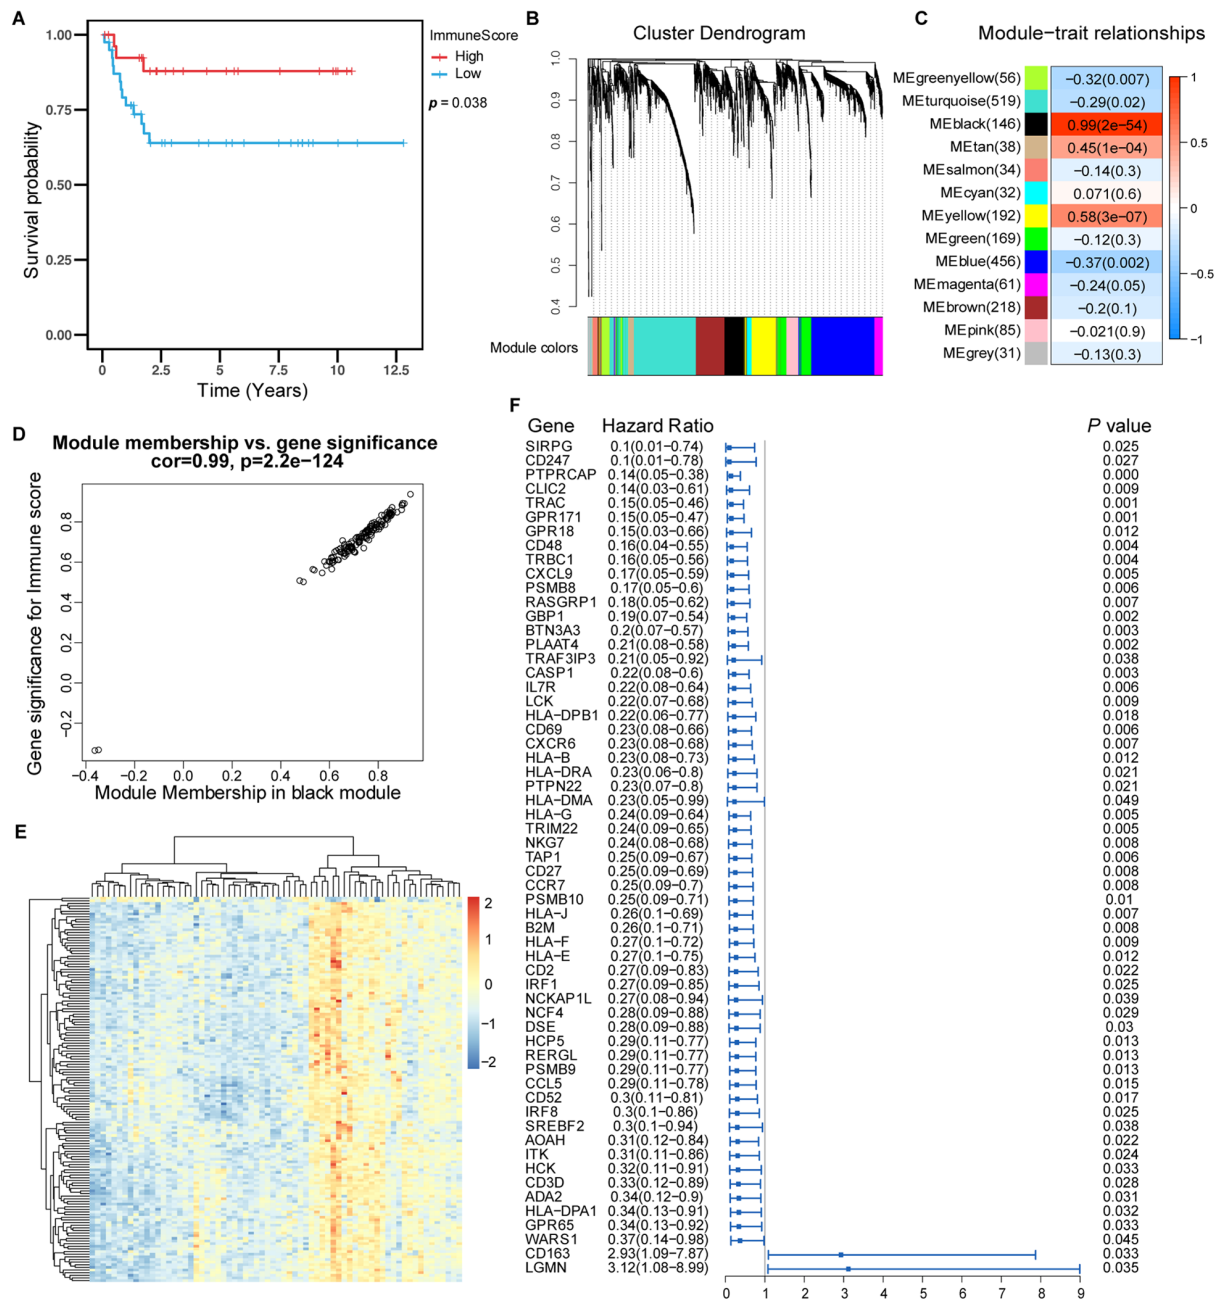 A
1.00
0.75
0.50
0.25
0.00
Survival probability
0
2.5
5
7.5
10
12.5
Time (Years)
ImmuneScore
High
Low
p = 0.038
B
Cluster Dendrogram
1.0
0.9
0.8
0.7
0.6
0.5
0.4
Module colors
C
Module−trait relationships
MEgreenyellow(56) −0.32(0.007)
MEturquoise(519) −0.29(0.02)
MEblack(146) 0.99(2e−54)
MEtan(38) 0.45(1e−04)
MEsalmon(34) −0.14(0.3)
MEcyan(32) 0.071(0.6)
MEyellow(192) 0.58(3e−07)
MEgreen(169) −0.12(0.3)
MEblue(456) −0.37(0.002)
MEmagenta(61) −0.24(0.05)
MEbrown(218) −0.2(0.1)
MEpink(85) −0.021(0.9)
MEgrey(31) −0.13(0.3)
1
0.5
0
−0.5
−1
D
Module membership vs. gene significance
cor=0.99, p=2.2e−124
Gene significance for Immune score
0.8
0.6
0.4
0.2
0.0
−0.2
−0.4 −0.2 0.0 0.2 0.4 0.6 0.8
Module Membership in black module
E
2
1
0
−1
−2
F
Gene Hazard Ratio P value
SIRPG 0.1(0.01−0.74) 0.025
CD247 0.1(0.01−0.78) 0.027
PTPRCAP 0.14(0.05−0.38) 0.000
CLIC2 0.14(0.03−0.61) 0.009
TRAC 0.15(0.05−0.46) 0.001
GPR171 0.15(0.05−0.47) 0.001
GPR18 0.15(0.03−0.66) 0.012
CD48 0.16(0.04−0.55) 0.004
TRBC1 0.16(0.05−0.56) 0.004
CXCL9 0.17(0.05−0.59) 0.005
PSMB8 0.17(0.05−0.6) 0.006
RASGRP1 0.18(0.05−0.62) 0.007
GBP1 0.19(0.07−0.54) 0.002
BTN3A3 0.2(0.07−0.57) 0.003
PLAAT4 0.21(0.08−0.58) 0.002
TRAF3IP3 0.21(0.05−0.92) 0.038
CASP1 0.22(0.08−0.6) 0.003
IL7R 0.22(0.08−0.64) 0.006
LCK 0.22(0.07−0.68) 0.009
HLA−DPB1 0.22(0.06−0.77) 0.018
CD69 0.23(0.08−0.66) 0.006
CXCR6 0.23(0.08−0.68) 0.007
HLA−B 0.23(0.08−0.73) 0.012
HLA−DRA 0.23(0.06−0.8) 0.021
PTPN22 0.23(0.07−0.8) 0.021
HLA−DMA 0.23(0.05−0.99) 0.049
HLA−G 0.24(0.09−0.64) 0.005
TRIM22 0.24(0.09−0.65) 0.005
NKG7 0.24(0.08−0.68) 0.008
TAP1 0.25(0.09−0.67) 0.006
CD27 0.25(0.09−0.69) 0.008
CCR7 0.25(0.09−0.7) 0.008
PSMB10 0.25(0.09−0.71) 0.01
HLA−J 0.26(0.1−0.69) 0.007
B2M 0.26(0.1−0.71) 0.008
HLA−F 0.27(0.1−0.72) 0.009
HLA−E 0.27(0.1−0.75) 0.012
CD2 0.27(0.09−0.83) 0.022
IRF1 0.27(0.09−0.85) 0.025
NCKAP1L 0.27(0.08−0.94) 0.039
NCF4 0.28(0.09−0.88) 0.029
DSE 0.28(0.09−0.88) 0.03
HCP5 0.29(0.11−0.77) 0.013
RERGL 0.29(0.11−0.77) 0.013
PSMB9 0.29(0.11−0.77) 0.013
CCL5 0.29(0.11−0.78) 0.015
CD52 0.3(0.11−0.81) 0.017
IRF8 0.3(0.1−0.86) 0.025
SREBF2 0.3(0.1−0.94) 0.038
AOAH 0.31(0.12−0.84) 0.022
ITK 0.31(0.11−0.86) 0.024
HCK 0.32(0.11−0.91) 0.033
CD3D 0.33(0.12−0.89) 0.028
ADA2 0.34(0.12−0.9) 0.031
HLA−DPA1 0.34(0.13−0.91) 0.032
GPR65 0.34(0.13−0.92) 0.033
WARS1 0.37(0.14−0.98) 0.045
CD163 2.93(1.09−7.87) 0.033
LGMN 3.12(1.08−8.99) 0.035
0 1 2 3 4 5 6 7 8 9